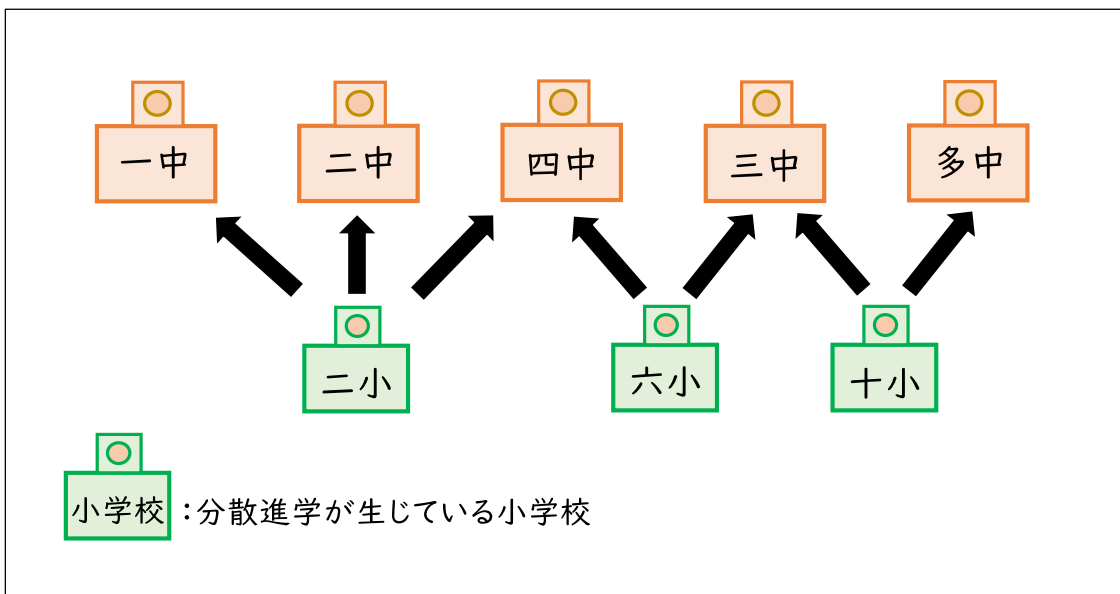 一中
二中
四中
三中
多中
二小
六小
十小
小学校 :分散進学が生じている小学校